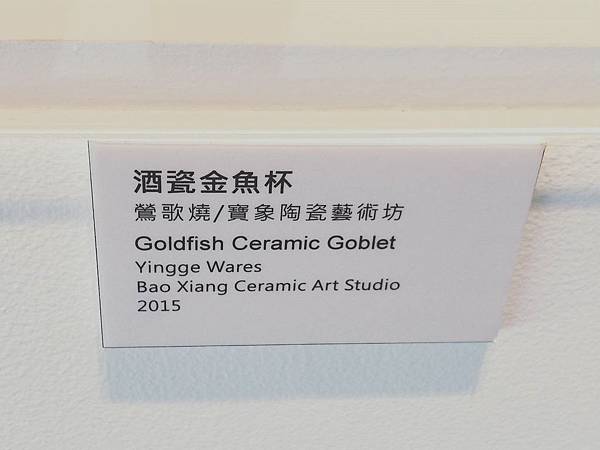 酒瓷金魚杯
鶯歌燒/寶象陶瓷藝術坊
Goldfish Ceramic Goblet
Yingge Wares
Bao Xiang Ceramic Art Studio
2015